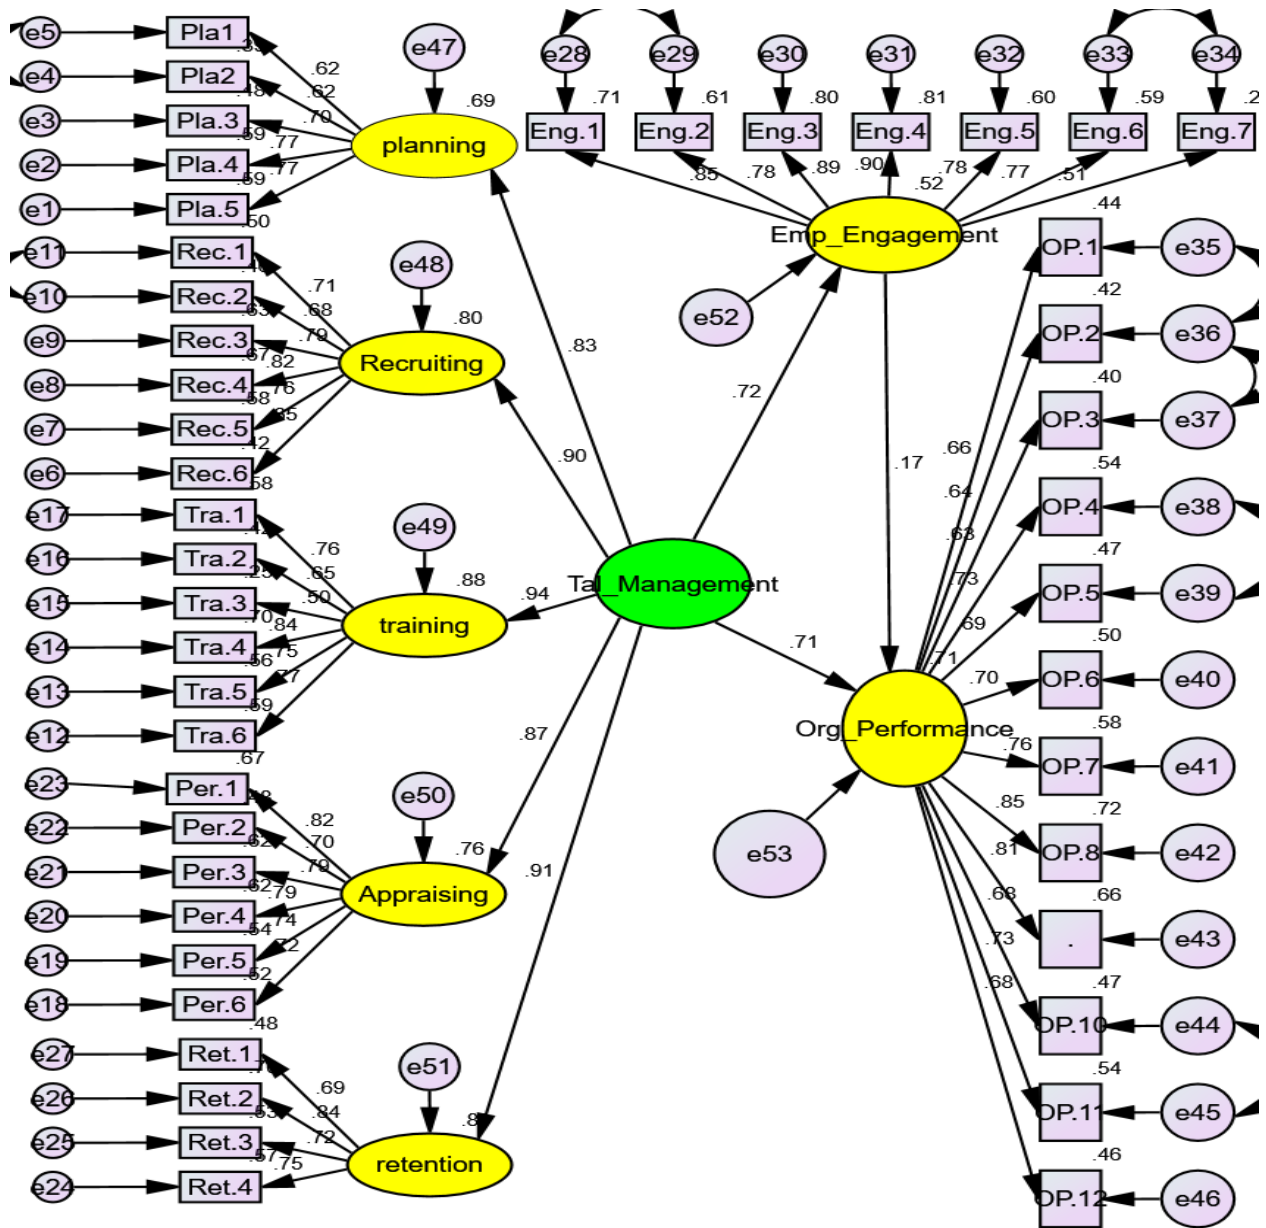 e5
Pla1
e4
Pla2
e3
Pla.3
e2
Pla.4
e1
Pla.5
.62
.62
.70
.77
.77
.48
.59
.59
.50
e47
.69
planning
e11
Rec.1
e10
Rec.2
e9
Rec.3
e8
Rec.4
e7
Rec.5
e6
Rec.6
.71
.68
.79
.82
.76
.63
.67
.58
.42
.58
e48
.80
Recruiting
e17
Tra.1
e16
Tra.2
e15
Tra.3
e14
Tra.4
e13
Tra.5
e12
Tra.6
.76
.65
.50
.84
.75
.77
.42
.25
.70
.56
.59
.67
e49
.88
training
e23
Per.1
e22
Per.2
e21
Per.3
e20
Per.4
e19
Per.5
e18
Per.6
.82
.70
.79
.79
.74
.72
.62
.62
.54
.52
.48
e50
.76
Appraising
e27
Ret.1
e26
Ret.2
e25
Ret.3
e24
Ret.4
.69
.84
.72
.75
.53
.57
e51
retention
.83
.90
.94
.87
.91
.72
.71
Tal_Management
e28
e29
e30
e31
e32
e33
e34
.71
.61
.80
.81
.60
.59
.2
Eng.1
Eng.2
Eng.3
Eng.4
Eng.5
Eng.6
Eng.7
.85
.78
.89
.90
.78
.77
.51
.52
Emp_Engagement
e52
.17
.44
OP.1
e35
.42
OP.2
e36
.40
OP.3
e37
.54
OP.4
e38
.47
OP.5
e39
.50
OP.6
e40
.58
OP.7
e41
.72
OP.8
e42
.66
.
e43
.47
OP.10
e44
.54
OP.11
e45
.46
OP.12
e46
.66
.64
.63
.73
.69
.70
.76
.85
.81
.68
.73
.68
.71
Org_Performance
e53